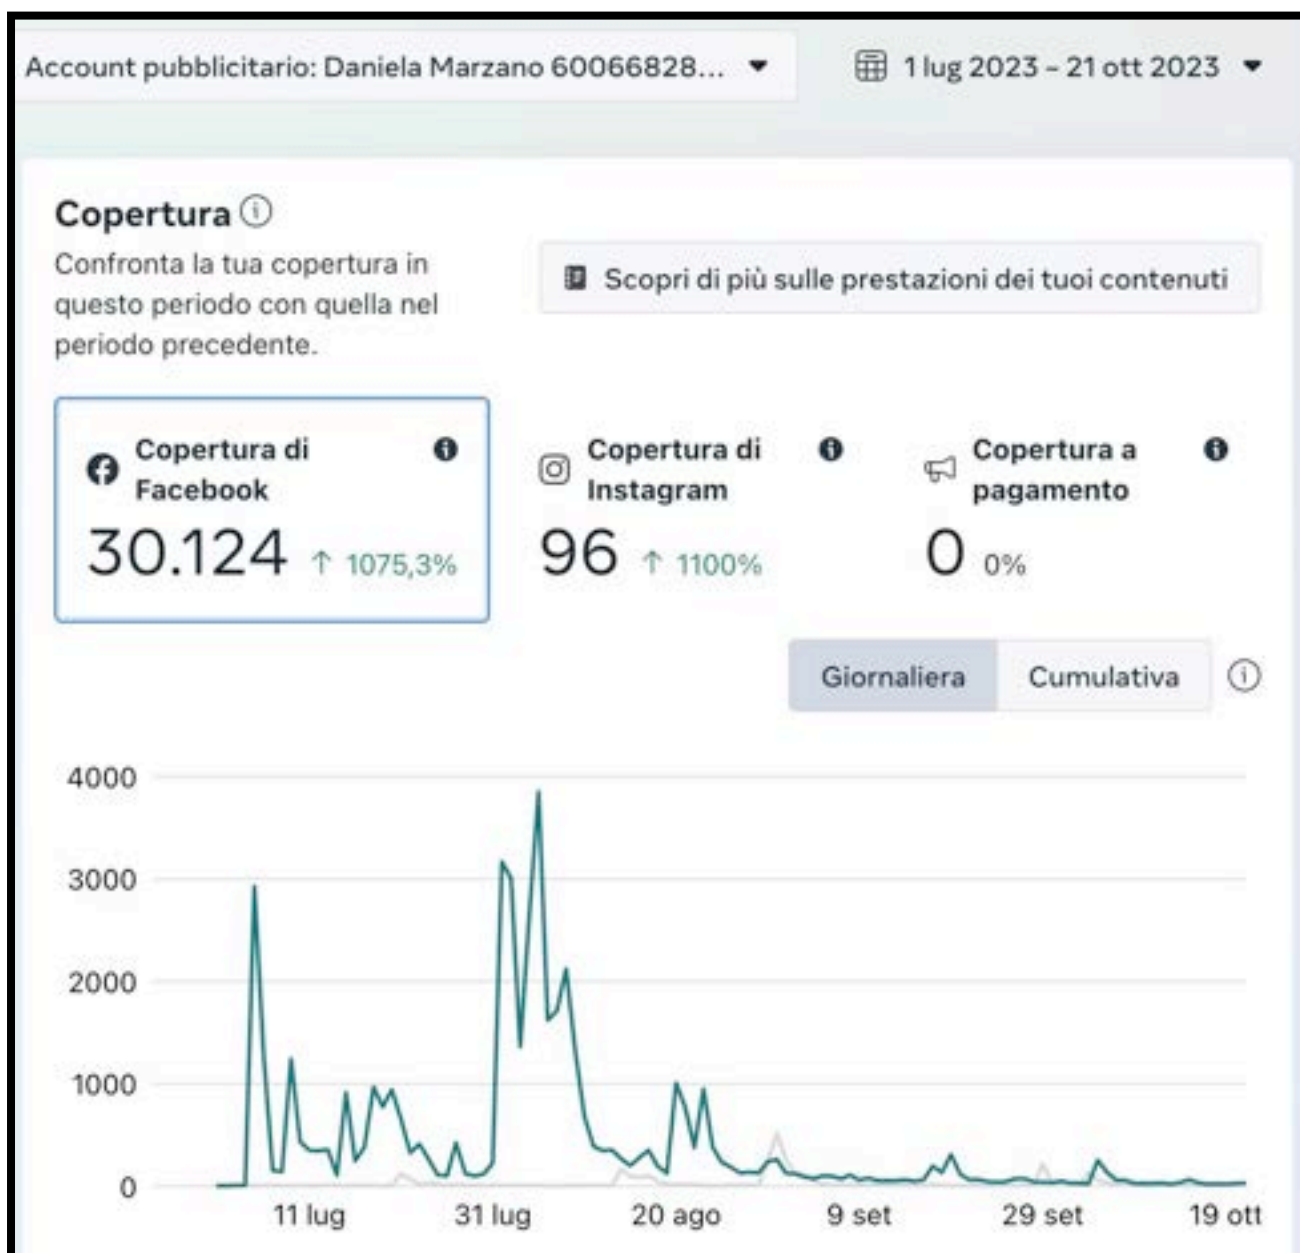 Account pubblicitario: Daniela Marzano 60066828...
1 lug 2023 – 21 ott 2023
Copertura
Confronta la tua copertura in
questo periodo con quella nel
periodo precedente.
Scopri di più sulle prestazioni dei tuoi contenuti
Copertura di
Facebook
30.124 ↑ 1075,3%
Copertura di
Instagram
96 ↑ 1100%
Copertura a
pagamento
0 0%
Giornaliera
Cumulativa
4000
3000
2000
1000
0
11 lug
31 lug
20 ago
9 set
29 set
19 ott